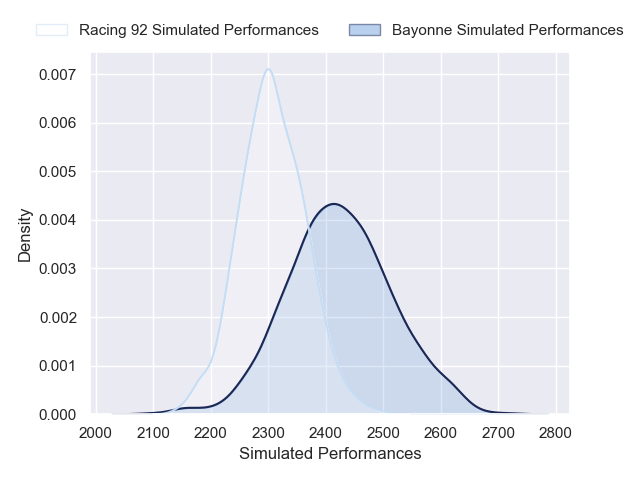 Racing 92 Simulated Performances Bayonne Simulated Performances
0.007
0.006
0.005
0.004
0.003
0.002
0.001
0.000
Density
2000 2100 2200 2300 2400 2500 2600 2700 2800
Simulated Performances